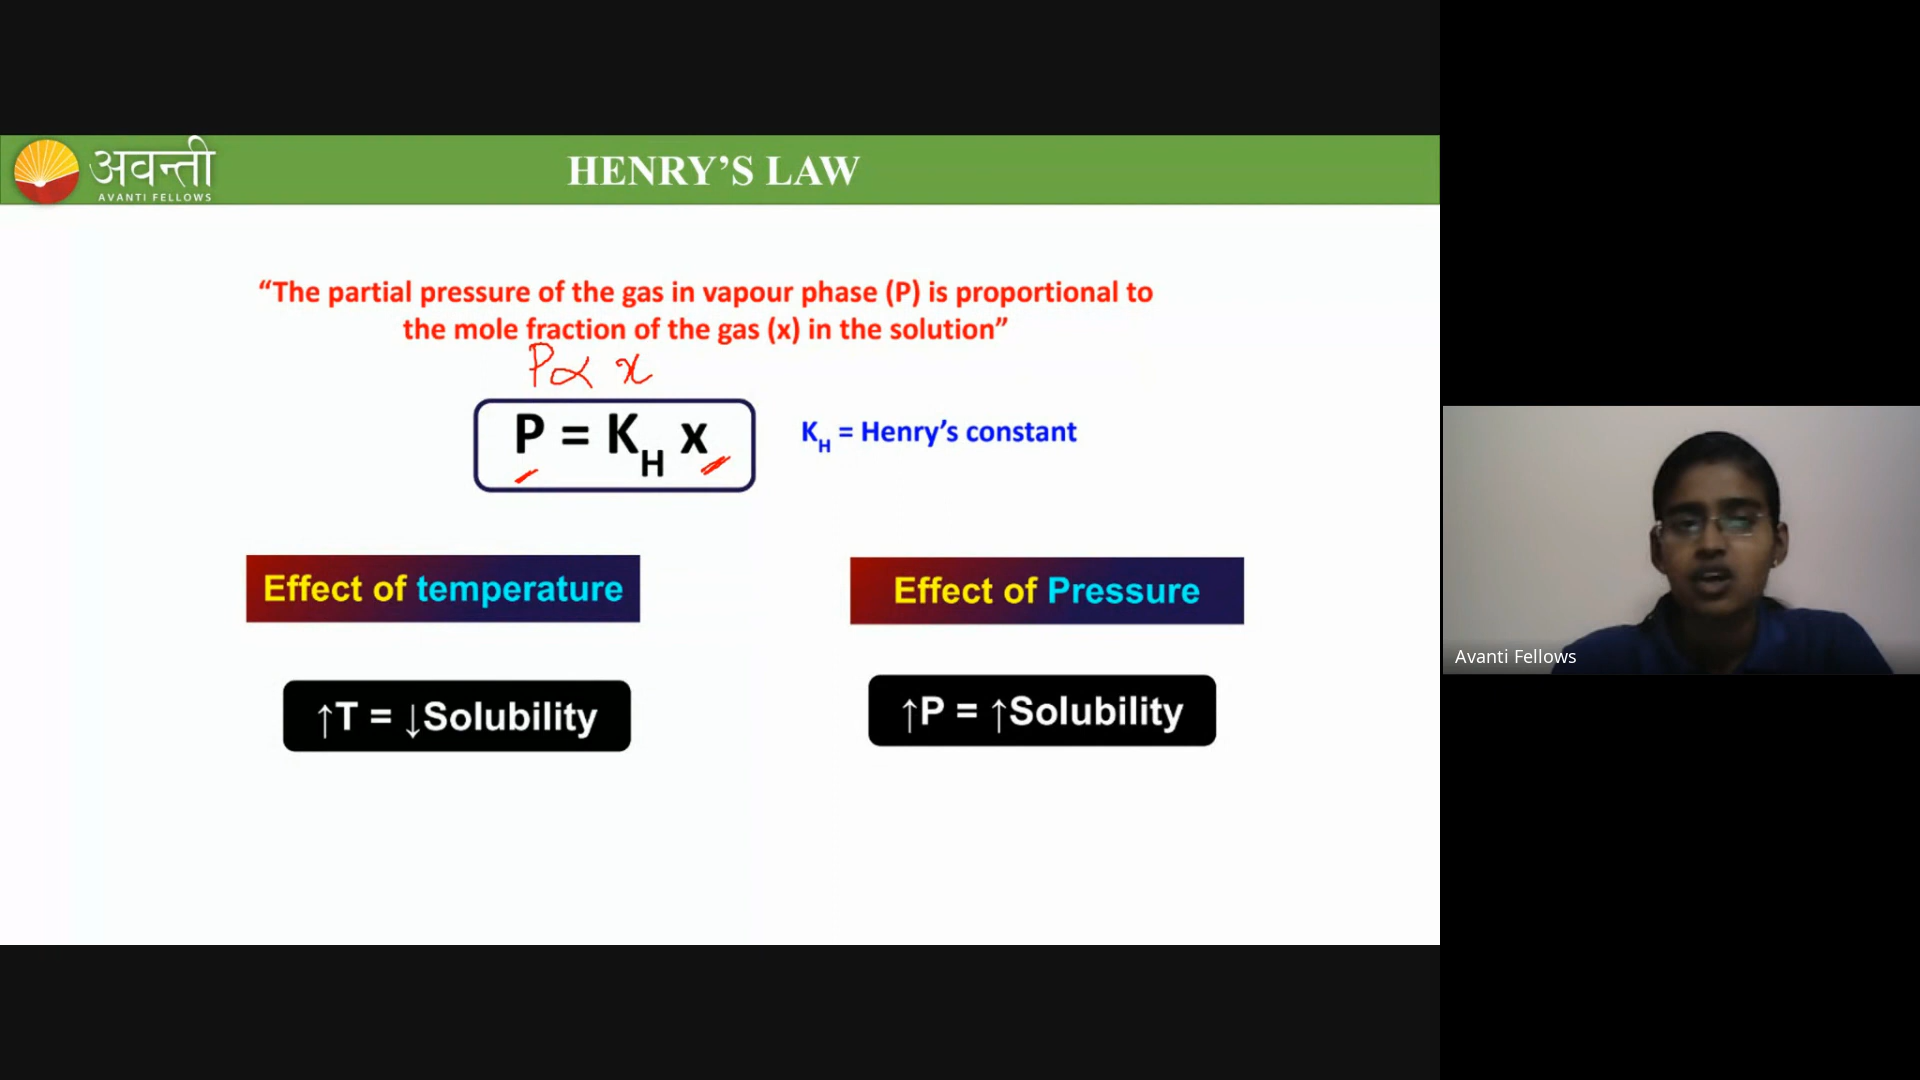 अवन्ती
AVANTI FELLOWS
HENRY’S LAW
“The partial pressure of the gas in vapour phase (P) is proportional to
the mole fraction of the gas (x) in the solution”
P ∝ x
P = K_H x
K_H = Henry’s constant
Effect of temperature
Effect of Pressure
↑T = ↓Solubility
↑P = ↑Solubility
Avanti Fellows